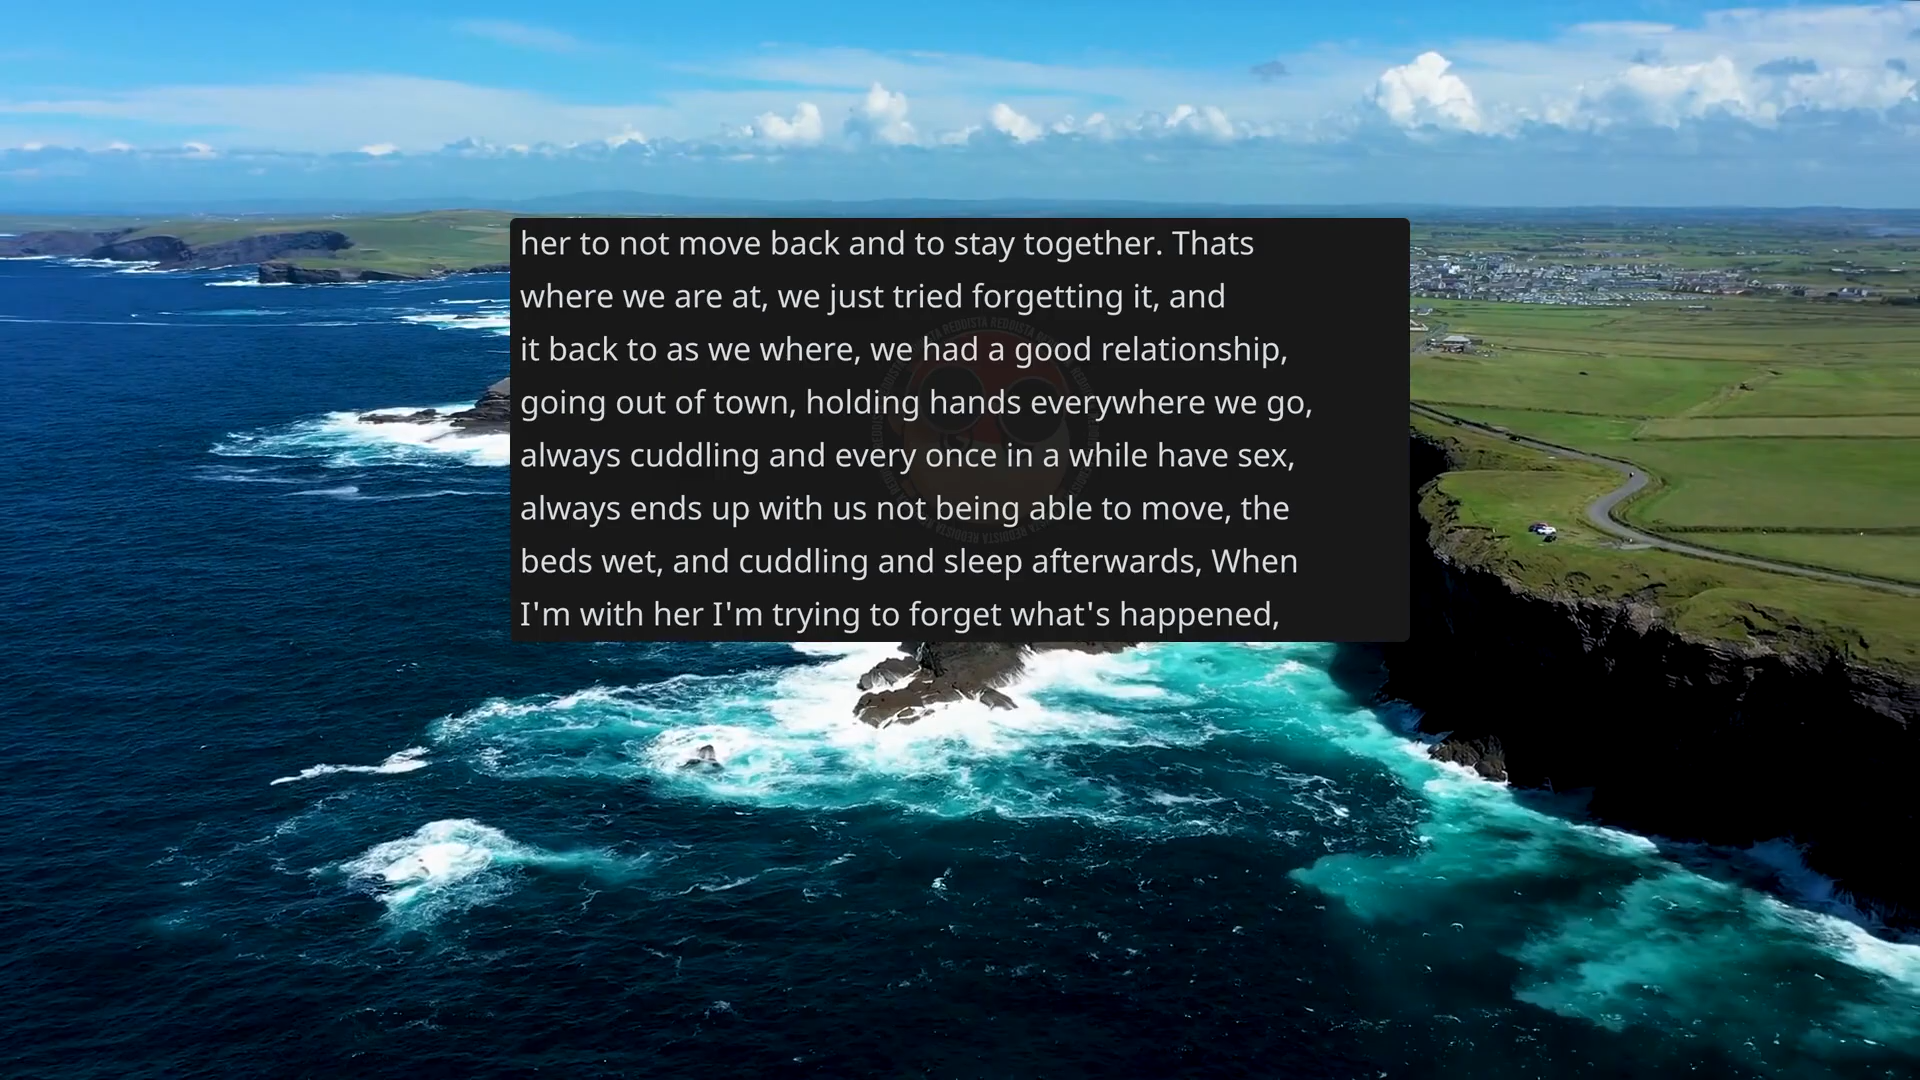 her to not move back and to stay together. Thats
where we are at, we just tried forgetting it, and
it back to as we where, we had a good relationship,
going out of town, holding hands everywhere we go,
always cuddling and every once in a while have sex,
always ends up with us not being able to move, the
beds wet, and cuddling and sleep afterwards, When
I'm with her I'm trying to forget what's happened,
REDDISTA REDDISTA REDDISTA